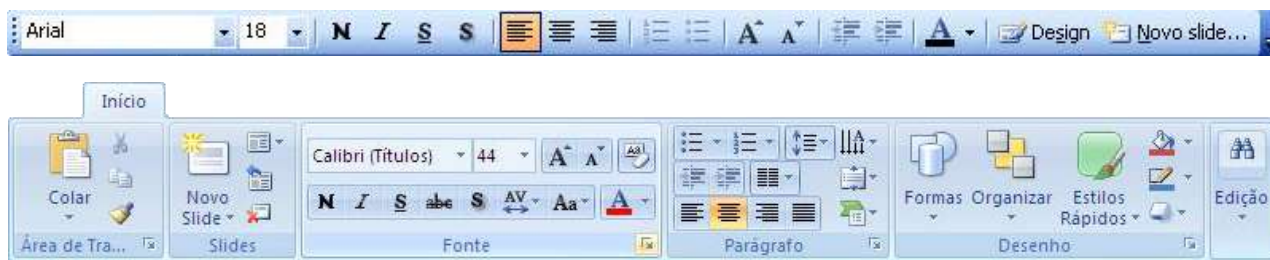 Arial 18 N I S S A A A Design Novo slide...
Início
Calibri (Títulos) 44 A A Aa
Colar Novo Slide N I S abc S AV Aa A Formas Organizar Estilos Rápidos Edição
Área de Tra... Slides Fonte Parágrafo Desenho